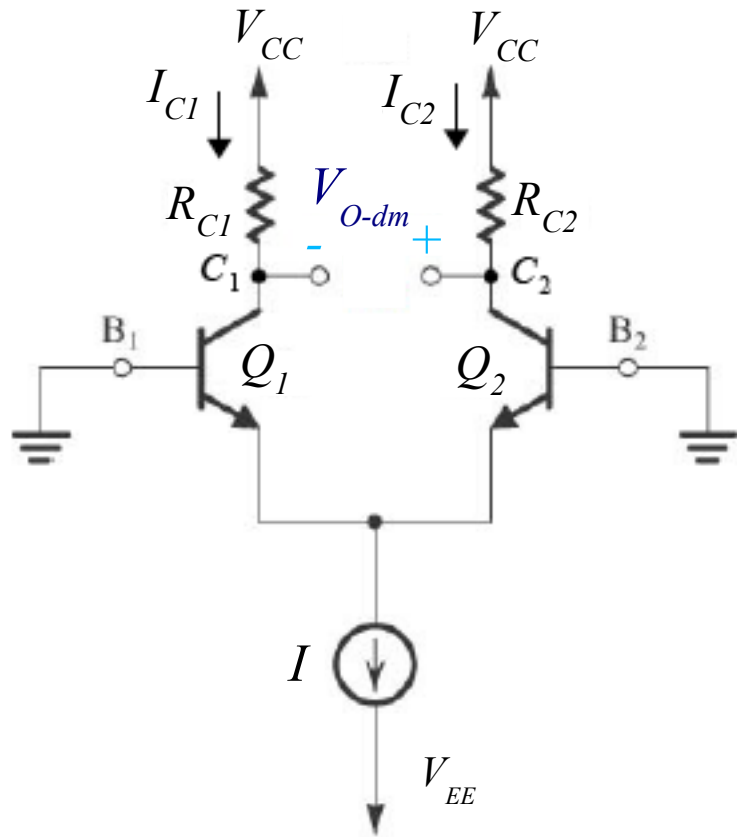 V_CC V_CC
I_C1 I_C2
R_C1 V_O-dm R_C2
- +
C_1 C_2
B_1 B_2
Q_1 Q_2
I
V_EE